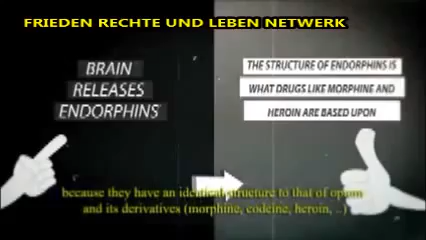 FRIEDEN RECHTE UND LEBEN NETWERK
BRAIN
RELEASES
ENDORPHINS
THE STRUCTURE OF ENDORPHINS IS
WHAT DRUGS LIKE MORPHINE AND
HEROIN ARE BASED UPON
because they have an identical structure to that of opium
and its derivatives (morphine, codeine, heroin, ..)